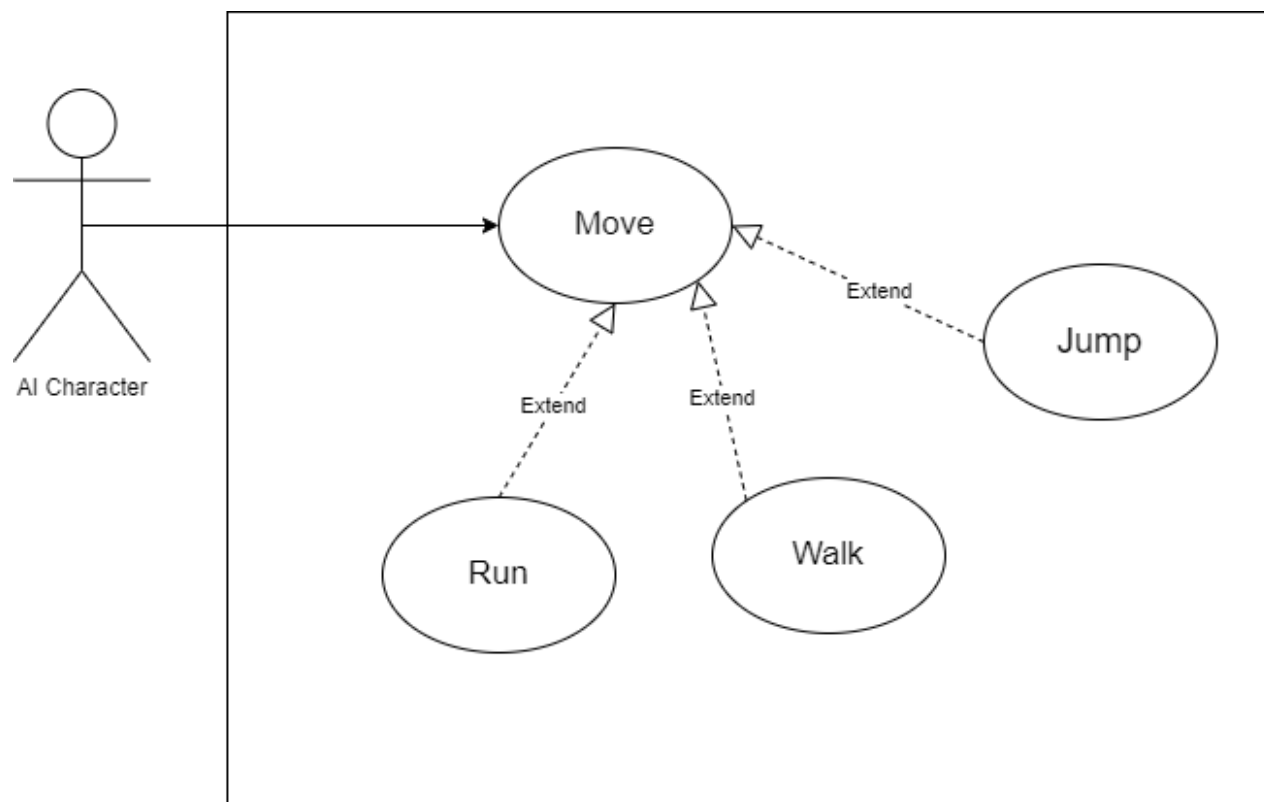 Move
Extend
Jump
AI Character
Extend
Extend
Run
Walk